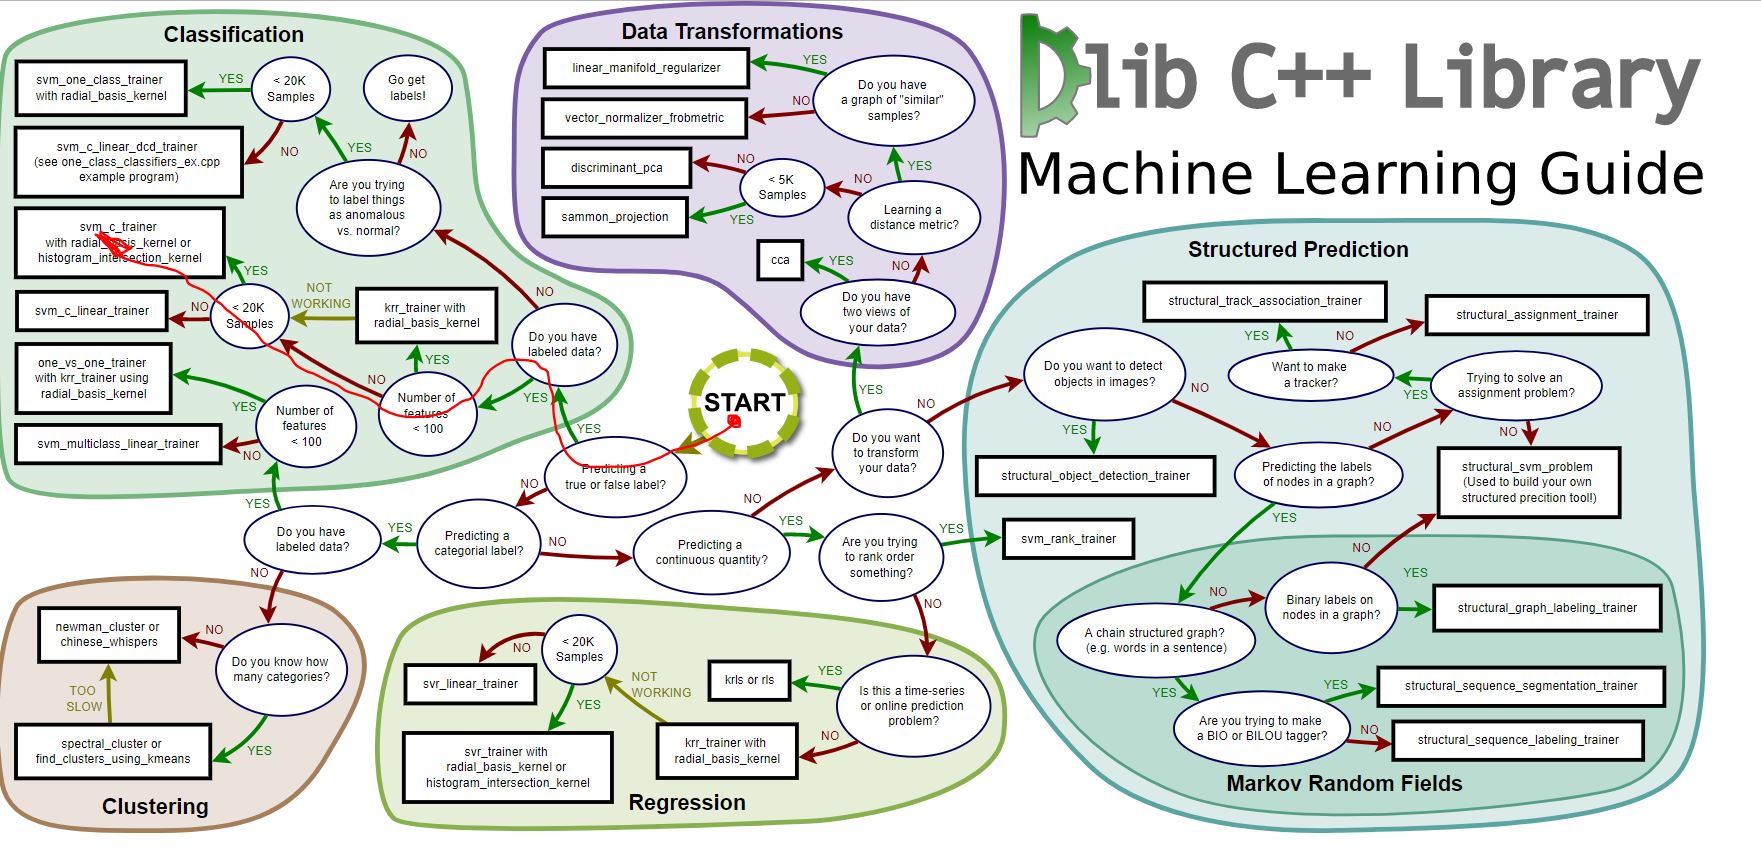 Dlib C++ Library
Machine Learning Guide
START
Predicting a
true or false label?
YES
NO
Classification
Do you have
labeled data?
YES
NO
Are you trying
to label things
as anomalous
vs. normal?
YES
NO
Go get
labels!
< 20K
Samples
YES
NO
svm_one_class_trainer
with radial_basis_kernel
svm_c_linear_dcd_trainer
(see one_class_classifiers_ex.cpp
example program)
svm_c_trainer
with radial_basis_kernel or
histogram_intersection_kernel
YES
NO
< 20K
Samples
NOT
WORKING
krr_trainer with
radial_basis_kernel
svm_c_linear_trainer
YES
NO
Number of
features
< 100
one_vs_one_trainer
with krr_trainer using
radial_basis_kernel
YES
Number of
features
< 100
NO
svm_multiclass_linear_trainer
YES
Do you have
labeled data?
YES
NO
Predicting a
categorial label?
NO
Predicting a
continuous quantity?
YES
NO
Are you trying
to rank order
something?
YES
NO
svm_rank_trainer
Do you want
to transform
your data?
YES
NO
Data Transformations
linear_manifold_regularizer
YES
Do you have
a graph of "similar"
samples?
NO
vector_normalizer_frobmetric
discriminant_pca
NO
< 5K
Samples
YES
sammon_projection
NO
YES
Learning a
distance metric?
cca
YES
NO
Do you have
two views of
your data?
Structured Prediction
structural_track_association_trainer
structural_assignment_trainer
YES
NO
Want to make
a tracker?
YES
Trying to solve an
assignment problem?
NO
Do you want to detect
objects in images?
YES
NO
structural_object_detection_trainer
Predicting the labels
of nodes in a graph?
NO
YES
structural_svm_problem
(Used to build your own
structured precition tool!)
NO
Binary labels on
nodes in a graph?
YES
structural_graph_labeling_trainer
NO
A chain structured graph?
(e.g. words in a sentence)
YES
Are you trying to make
a BIO or BILOU tagger?
YES
structural_sequence_segmentation_trainer
NO
structural_sequence_labeling_trainer
Markov Random Fields
newman_cluster or
chinese_whispers
NO
Do you know how
many categories?
TOO
SLOW
YES
spectral_cluster or
find_clusters_using_kmeans
Clustering
< 20K
Samples
NO
svr_linear_trainer
YES
NOT
WORKING
krls or rls
YES
Is this a time-series
or online prediction
problem?
NO
svr_trainer with
radial_basis_kernel or
histogram_intersection_kernel
krr_trainer with
radial_basis_kernel
Regression